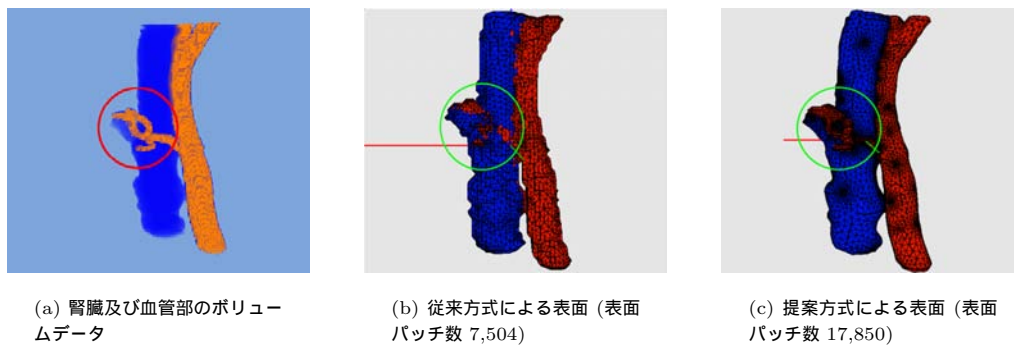 (a) 腎臓及び血管部のボリュー
ムデータ
(b) 従来方式による表面 (表面
パッチ数 7,504)
(c) 提案方式による表面 (表面
パッチ数 17,850)